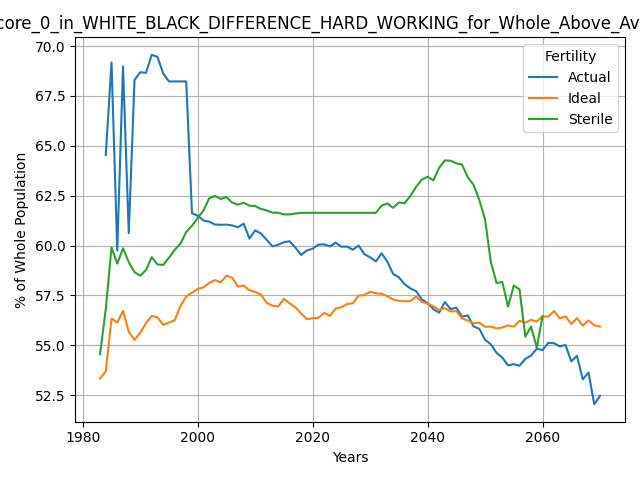 core_0_in_WHITE_BLACK_DIFFERENCE_HARD_WORKING_for_Whole_Above_Av
Fertility
Actual
Ideal
Sterile
% of Whole Population
70.0
67.5
65.0
62.5
60.0
57.5
55.0
52.5
1980 2000 2020 2040 2060
Years